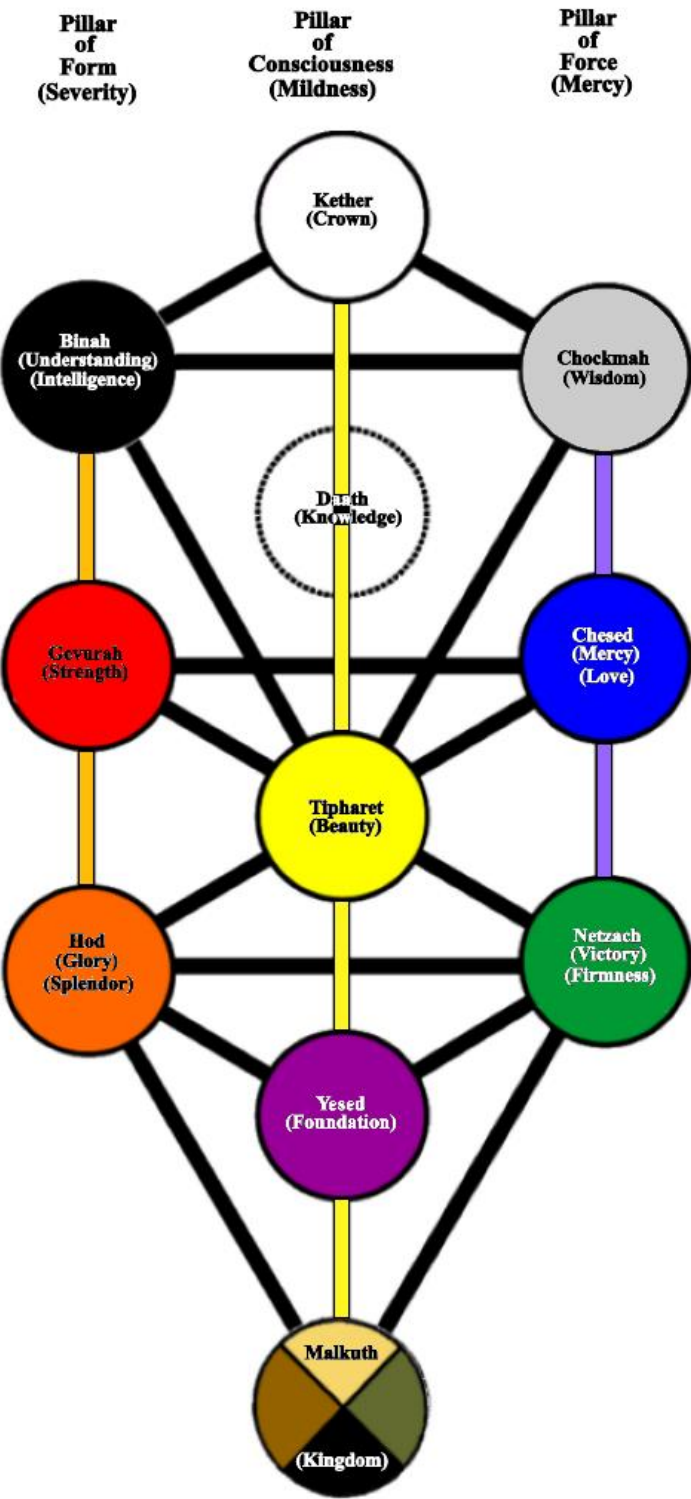 Pillar
of
Form
(Severity)
Pillar
of
Consciousness
(Mildness)
Pillar
of
Force
(Mercy)
Kether
(Crown)
Binah
(Understanding)
(Intelligence)
Chockmah
(Wisdom)
Daath
(Knowledge)
Gevurah
(Strength)
Chesed
(Mercy)
(Love)
Tipharet
(Beauty)
Hod
(Glory)
(Splendor)
Netzach
(Victory)
(Firmness)
Yesed
(Foundation)
Malkuth
(Kingdom)